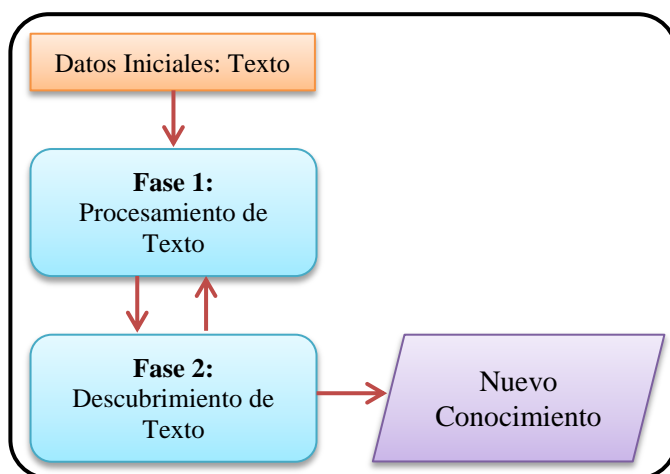 Datos Iniciales: Texto
Fase 1:
Procesamiento de
Texto
Fase 2:
Descubrimiento de
Texto
Nuevo
Conocimiento